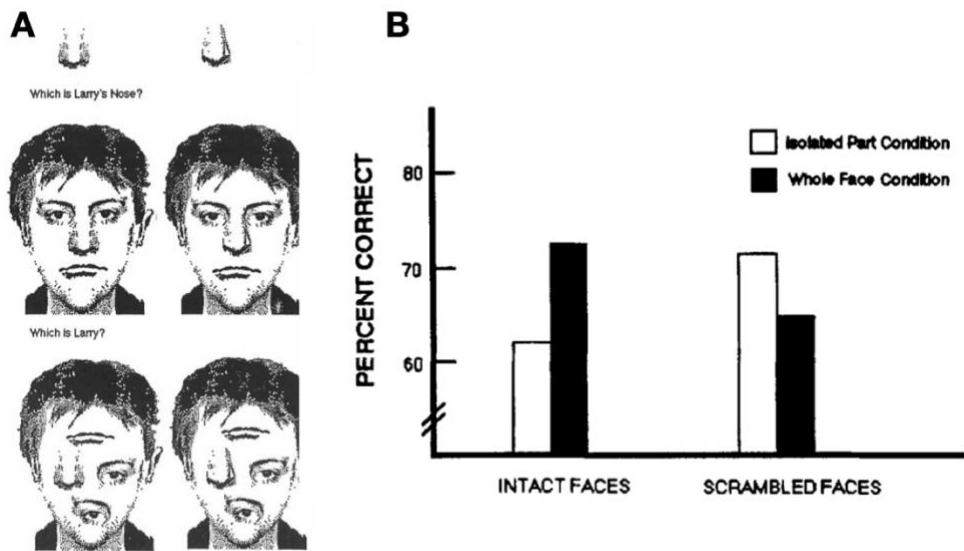 A
Which is Larry's Nose?
Which is Larry?
B
PERCENT CORRECT
80
70
60
Isolated Part Condition
Whole Face Condition
INTACT FACES
SCRAMBLED FACES